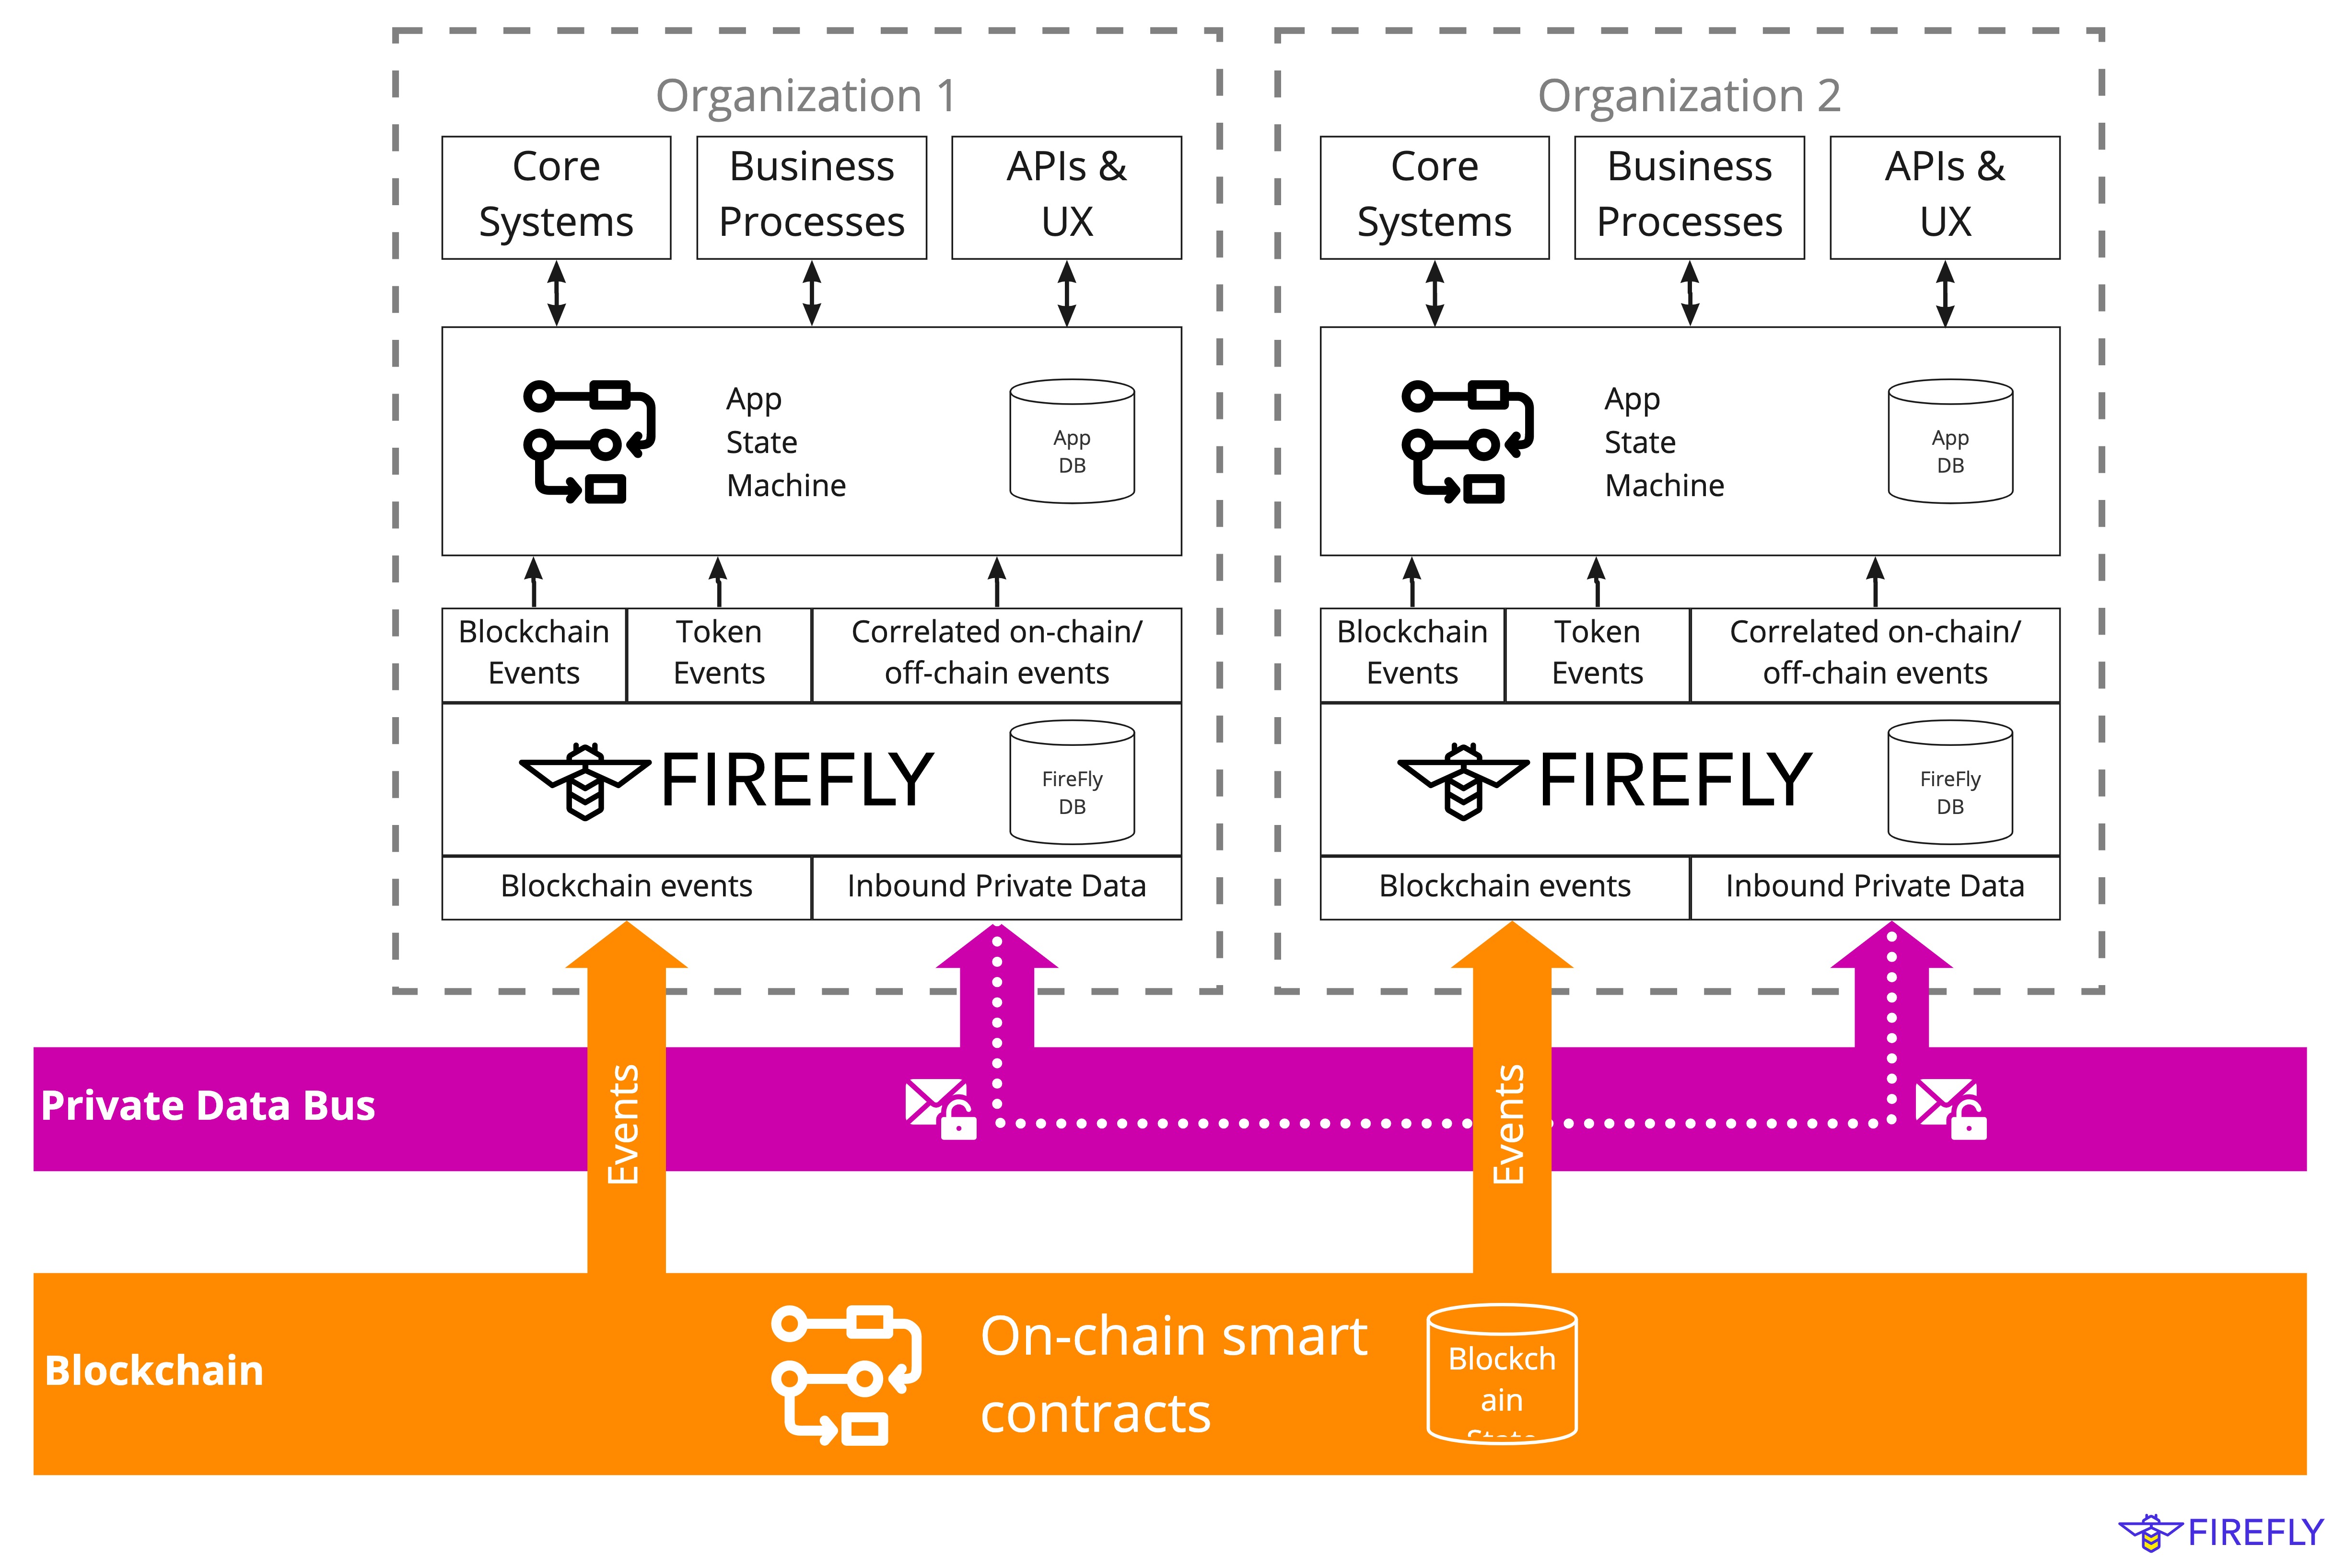 Organization 1
Core
Systems
Business
Processes
APIs &
UX
App
State
Machine
App
DB
Blockchain
Events
Token
Events
Correlated on-chain/
off-chain events
FIREFLY
FireFly
DB
Blockchain events
Inbound Private Data
Organization 2
Core
Systems
Business
Processes
APIs &
UX
App
State
Machine
App
DB
Blockchain
Events
Token
Events
Correlated on-chain/
off-chain events
FIREFLY
FireFly
DB
Blockchain events
Inbound Private Data
Private Data Bus
Events
Events
Blockchain
On-chain smart
contracts
Blockch
ain
State
FIREFLY